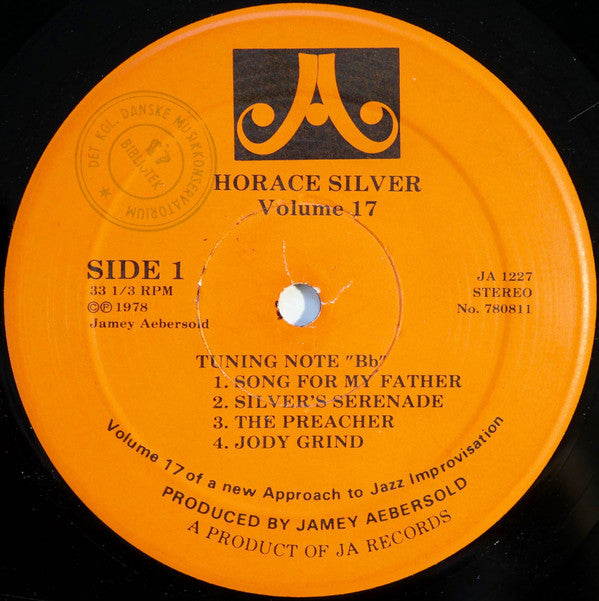 DET KGL. DANSKE MUSIKKONSERVATORIUM
BIBLIOTEK
HORACE SILVER
Volume 17
SIDE 1
33 1/3 RPM
©℗ 1978
Jamey Aebersold
JA 1227
STEREO
No. 780811
TUNING NOTE "Bb"
1. SONG FOR MY FATHER
2. SILVER'S SERENADE
3. THE PREACHER
4. JODY GRIND
Volume 17 of a new Approach to Jazz Improvisation
PRODUCED BY JAMEY AEBERSOLD
A PRODUCT OF JA RECORDS